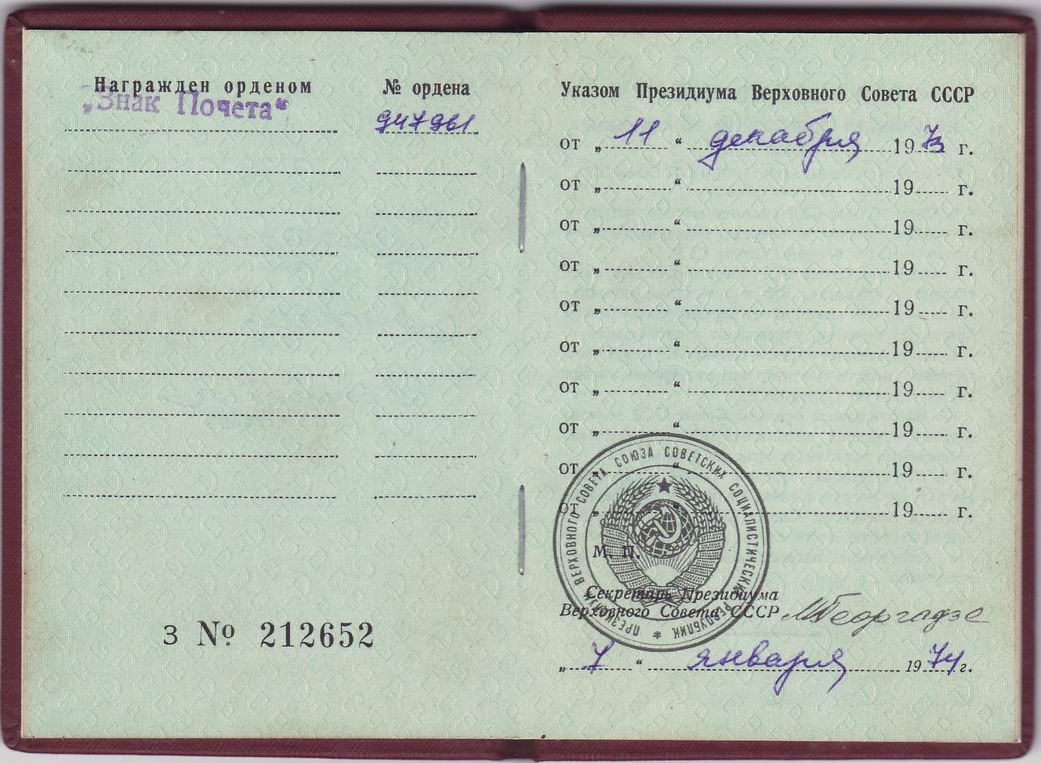 Награжден орденом
„Знак Почета“
№ ордена
947961
З № 212652
Указом Президиума Верховного Совета СССР
от „ 11 “ декабря 1973 г.
от „ “ 19 г.
от „ “ 19 г.
от „ “ 19 г.
от „ “ 19 г.
от „ “ 19 г.
от „ “ 19 г.
от „ “ 19 г.
от „ “ 19 г.
от „ “ 19 г.
М. П.
ПРЕЗИДИУМ ВЕРХОВНОГО СОВЕТА СОЮЗА СОВЕТСКИХ СОЦИАЛИСТИЧЕСКИХ РЕСПУБЛИК *
Секретарь Президиума
Верховного Совета СССР МГеоргадзе
„ 7 “ января 1974 г.